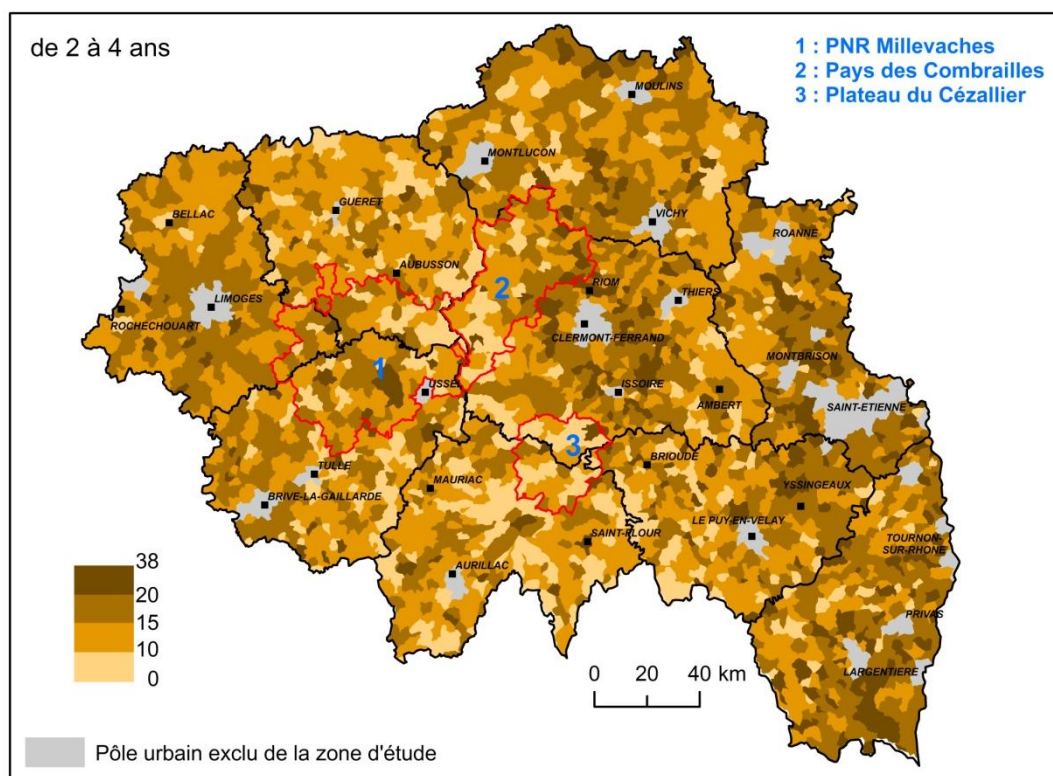 de 2 à 4 ans
1 : PNR Millevaches
2 : Pays des Combrailles
3 : Plateau du Cézallier
MOULINS
MONTLUCON
BELLAC
GUERET
VICHY
ROANNE
AUBUSSON
2
RIOM
THIERS
LIMOGES
ROCHECHOUART
CLERMONT-FERRAND
MONTBRISON
1
USSEL
ISSOIRE
AMBERT
SAINT-ETIENNE
3
TULLE
MAURIAC
BRIOUDE
YSSINGEAUX
BRIVE-LA-GAILLARDE
LE PUY-EN-VELAY
SAINT-FLOUR
TOURNON-
SUR-RHONE
AURILLAC
38
20
15
10
0
PRIVAS
LARGENTIERE
0 20 40 km
Pôle urbain exclu de la zone d'étude